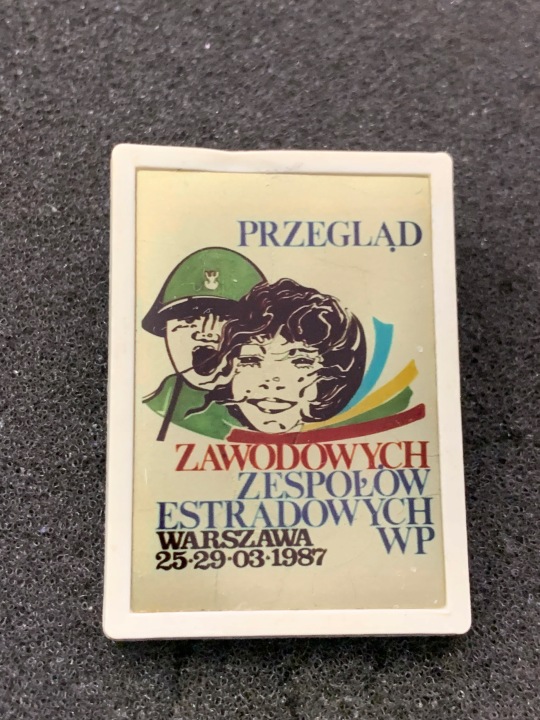 PRZEGLĄD
ZAWODOWYCH
ZESPOŁÓW
ESTRADOWYCH
WP
WARSZAWA
25·29·03·1987